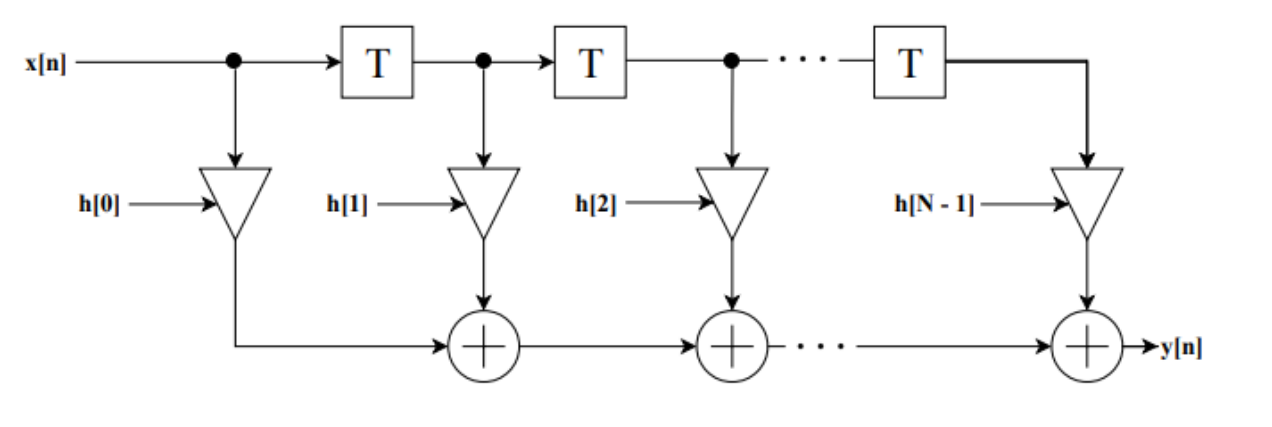 x[n] T T · · · T
h[0] h[1] h[2] h[N - 1]
+ + · · · + y[n]